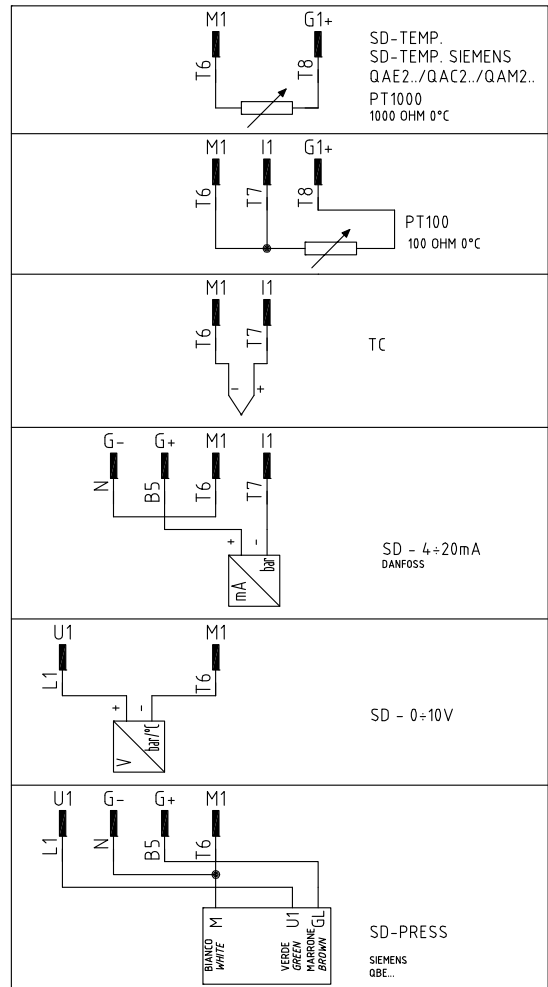 M1 G1+
T6 T8
SD-TEMP.
SD-TEMP. SIEMENS
QAE2../QAC2../QAM2..
PT1000
1000 OHM 0°C
M1 I1 G1+
T6 T7 T8
PT100
100 OHM 0°C
M1 I1
T6 T7
- +
TC
G- G+ M1 I1
N B5 T6 T7
+ -
mA bar
SD - 4÷20mA
DANFOSS
U1 M1
L1 T6
+ -
V bar/°C
SD - 0÷10V
U1 G- G+ M1
L1 N B5 T6
M U1 GL
BIANCO VERDE MARRONE
WHITE GREEN BROWN
SD-PRESS
SIEMENS
QBE...